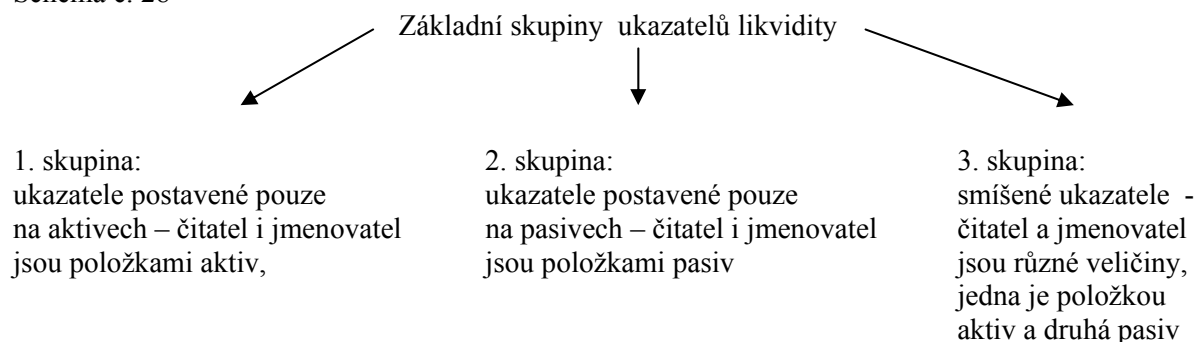 Schéma č. 26
Základní skupiny ukazatelů likvidity
1. skupina:
ukazatele postavené pouze
na aktivech – čitatel i jmenovatel
jsou položkami aktiv,
2. skupina:
ukazatele postavené pouze
na pasivech – čitatel i jmenovatel
jsou položkami pasiv
3. skupina:
smíšené ukazatele -
čitatel a jmenovatel
jsou různé veličiny,
jedna je položkou
aktiv a druhá pasiv